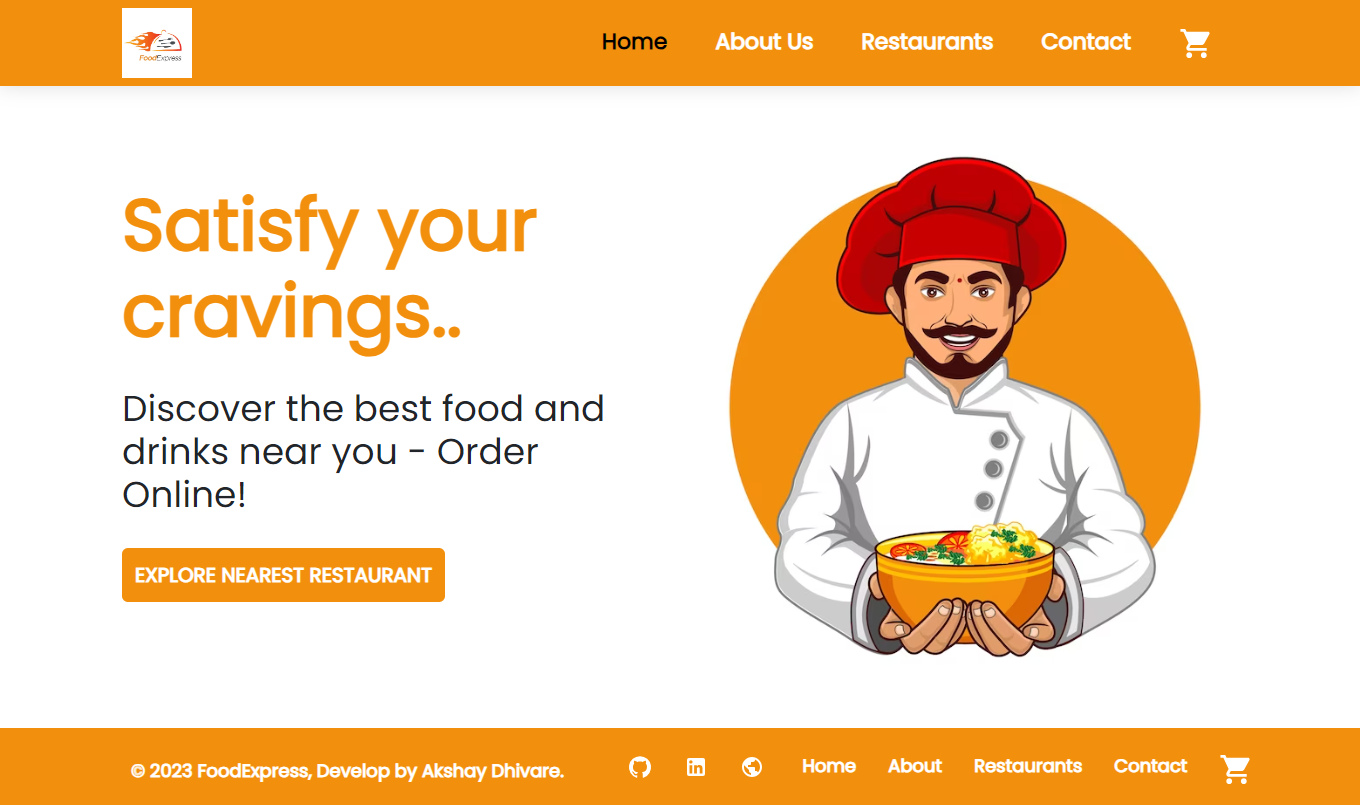 FoodExpress
Home About Us Restaurants Contact
Satisfy your
cravings..
Discover the best food and
drinks near you - Order
Online!
EXPLORE NEAREST RESTAURANT
© 2023 FoodExpress, Develop by Akshay Dhivare. Home About Restaurants Contact